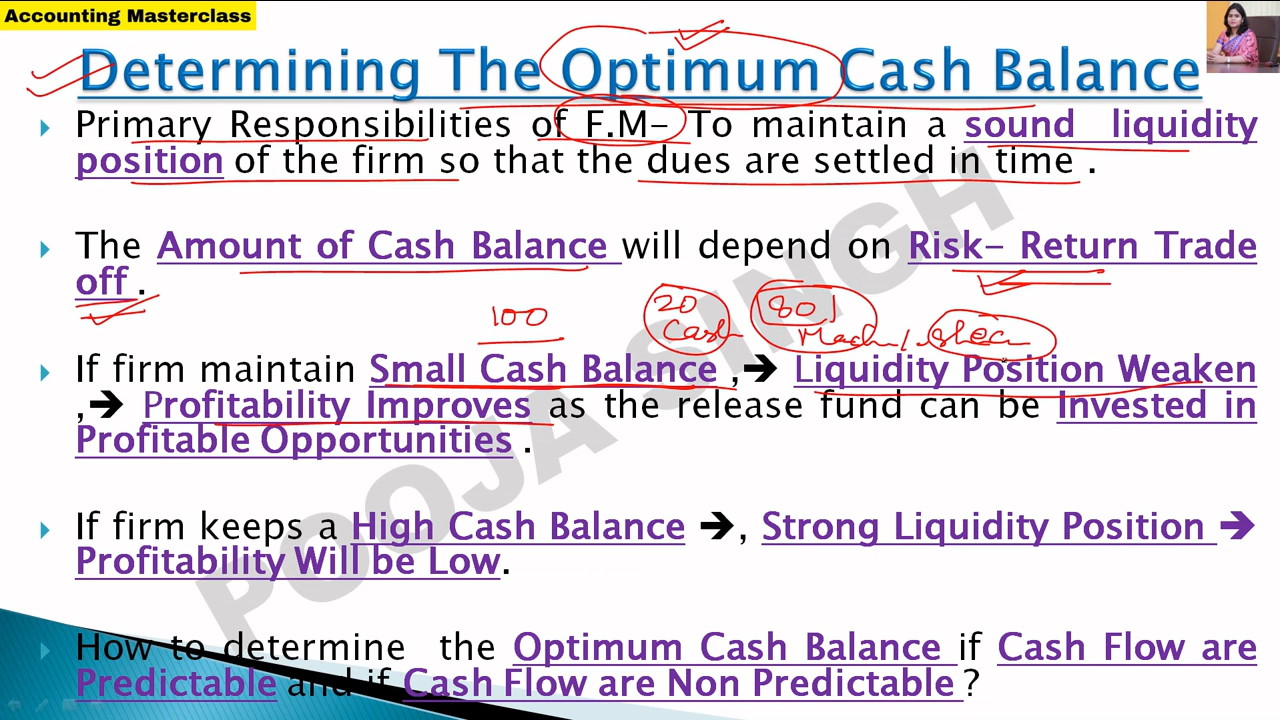 Accounting Masterclass
Determining The Optimum Cash Balance
Primary Responsibilities of F.M- To maintain a sound liquidity
position of the firm so that the dues are settled in time .
The Amount of Cash Balance will depend on Risk- Return Trade
off .
100 20 80
Cash
If firm maintain Small Cash Balance ,🡺 Liquidity Position Weaken
,🡺 Profitability Improves as the release fund can be Invested in
Profitable Opportunities .
If firm keeps a High Cash Balance 🡺, Strong Liquidity Position 🡺
Profitability Will be Low.
How to determine the Optimum Cash Balance if Cash Flow are
Predictable and if Cash Flow are Non Predictable ?
POOJA SINGH